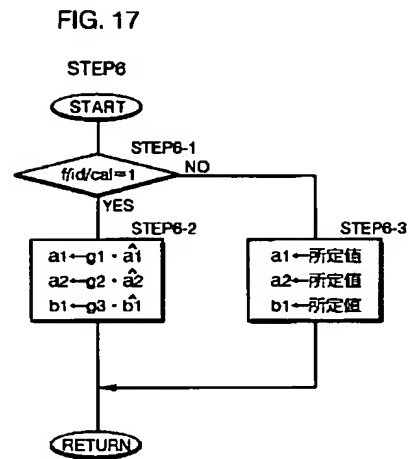 FIG. 17
STEP6
START
STEP6-1
f/id/cal=1
NO
YES
STEP6-2
a1←g1・â1
a2←g2・â2
b1←g3・b̂1
STEP6-3
a1←所定値
a2←所定値
b1←所定値
RETURN